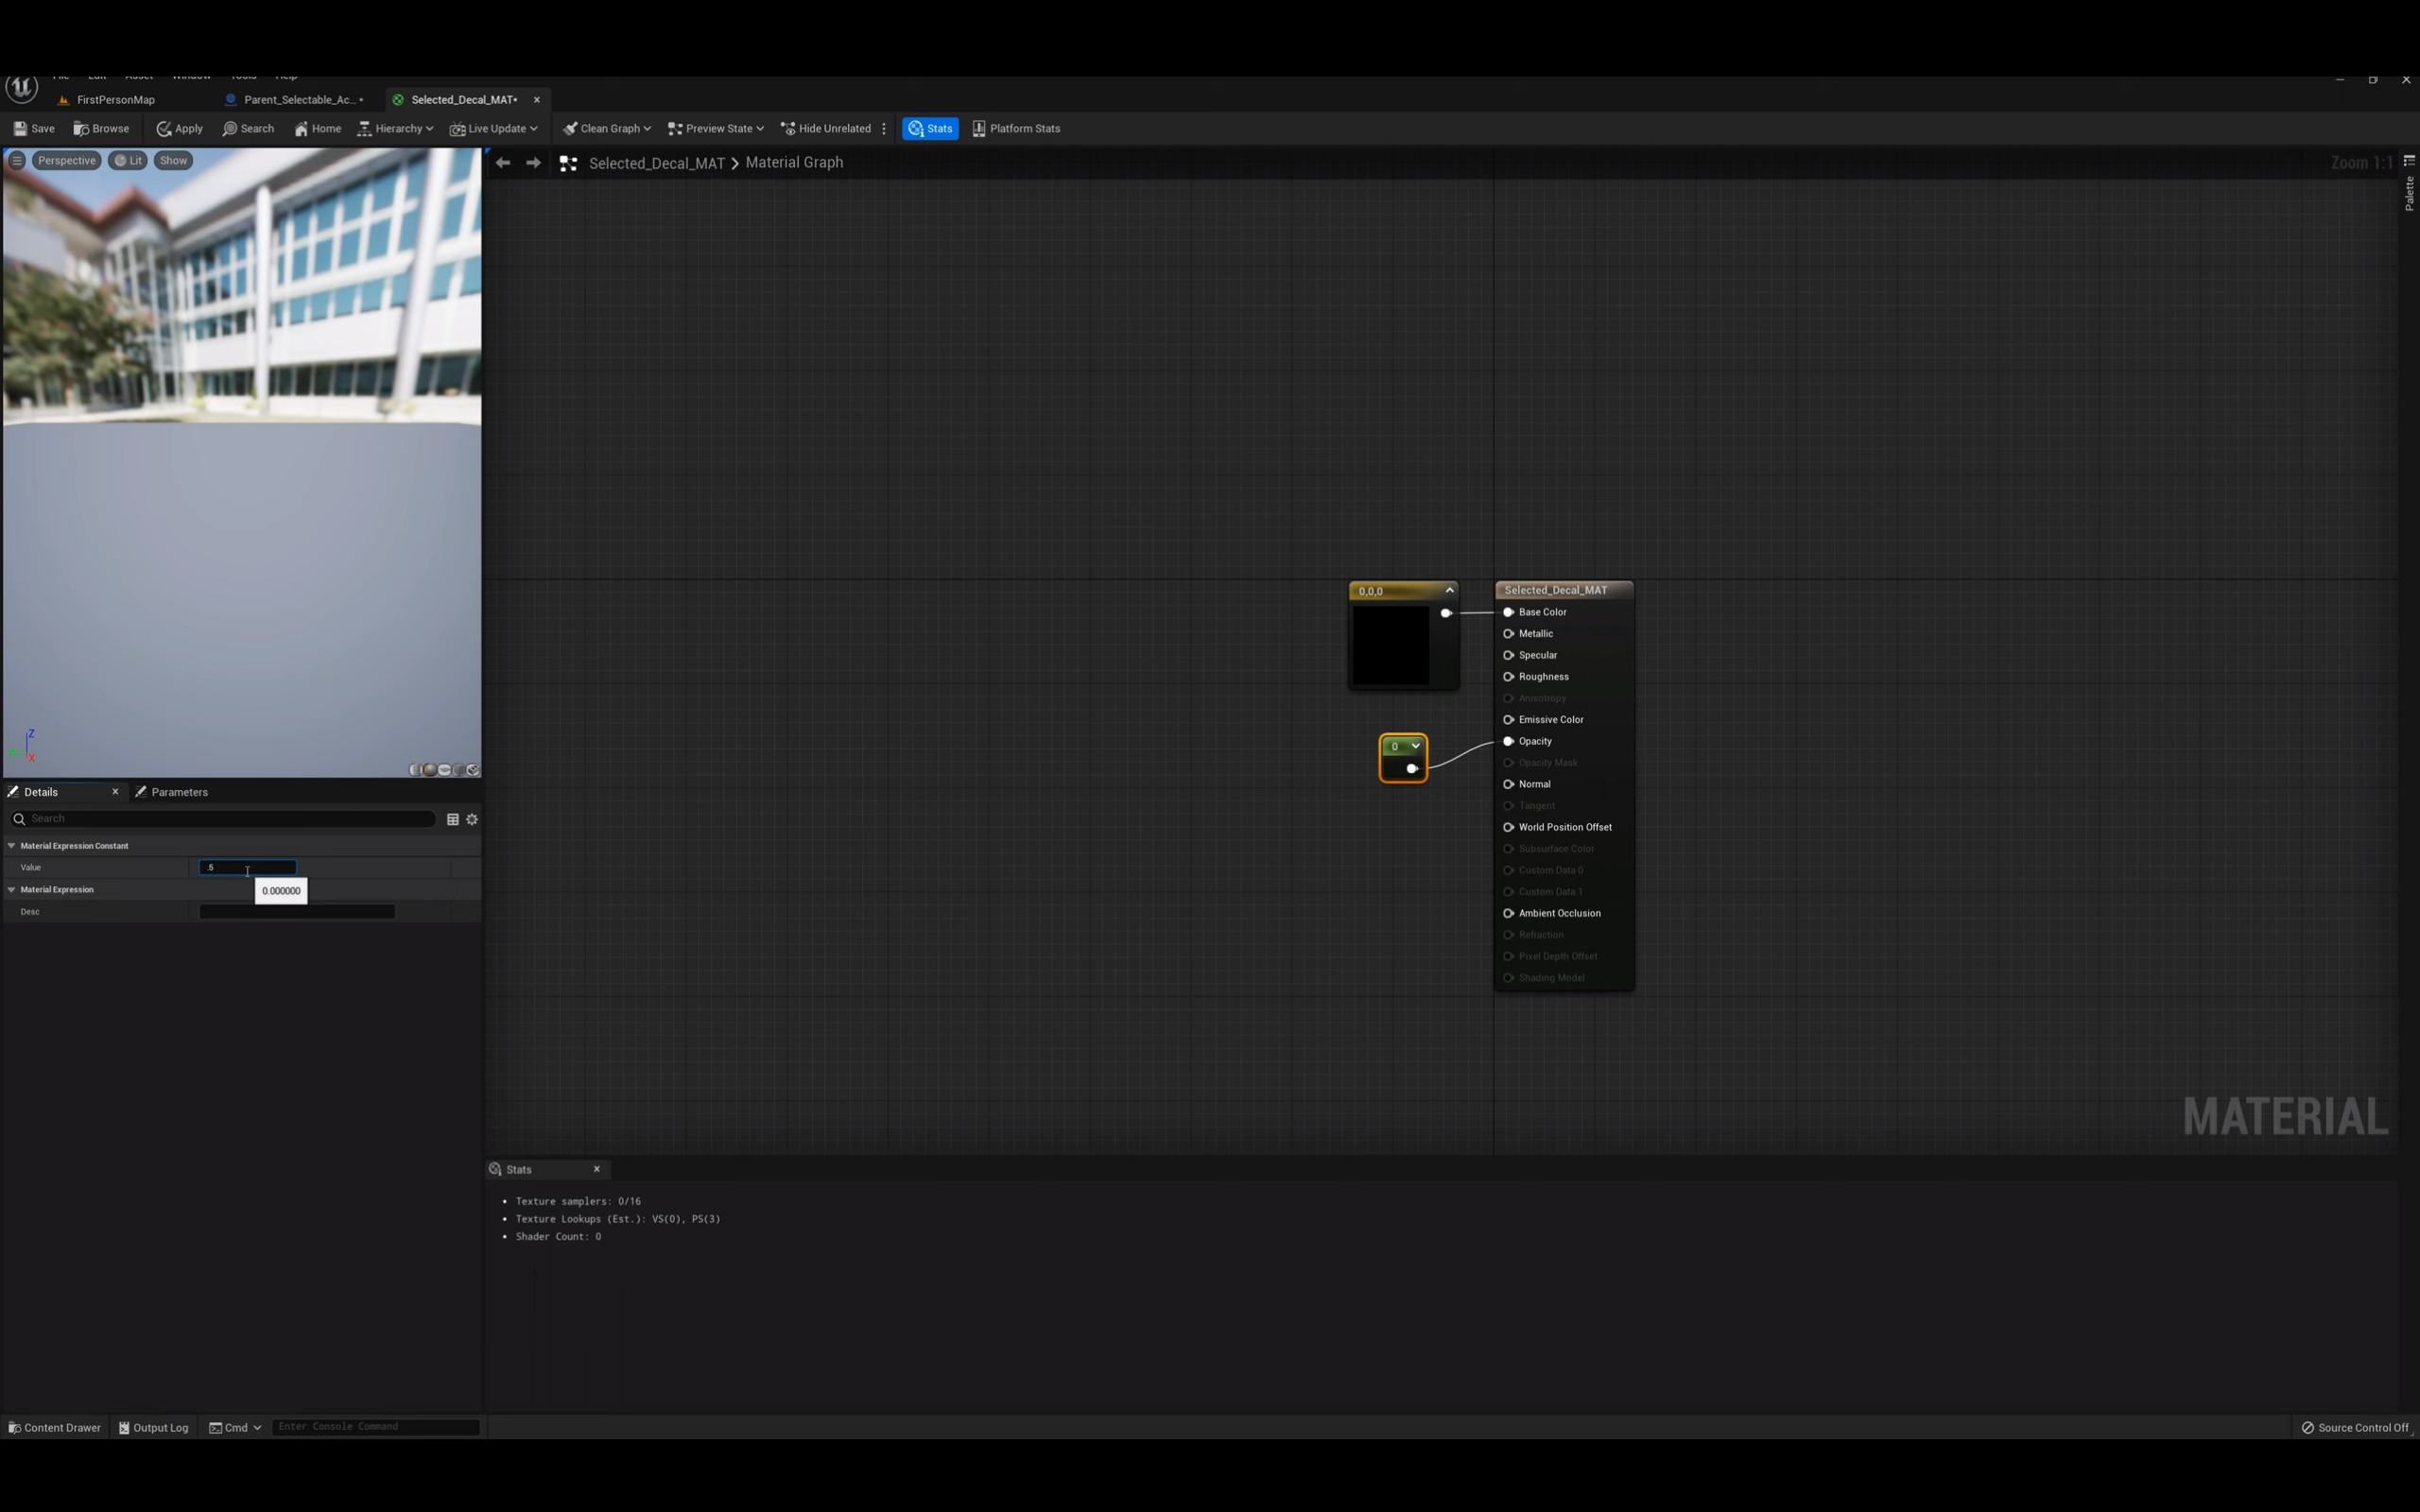 File Edit Asset Window Tools Help
FirstPersonMap
Parent_Selectable_Ac...•
Selected_Decal_MAT•
Save
Browse
Apply
Search
Home
Hierarchy
Live Update
Clean Graph
Preview State
Hide Unrelated
Stats
Platform Stats
Perspective
Lit
Show
Selected_Decal_MAT > Material Graph
Zoom 1:1
Palette
Z
X
0,0,0
Selected_Decal_MAT
Base Color
Metallic
Specular
Roughness
Anisotropy
Emissive Color
0
Opacity
Opacity Mask
Normal
Tangent
World Position Offset
Subsurface Color
Custom Data 0
Custom Data 1
Ambient Occlusion
Refraction
Pixel Depth Offset
Shading Model
MATERIAL
Details
Parameters
Search
Material Expression Constant
Value
.5
0.000000
Material Expression
Desc
Stats
• Texture samplers: 0/16
• Texture Lookups (Est.): VS(0), PS(3)
• Shader Count: 0
Content Drawer
Output Log
Cmd
Enter Console Command
Source Control Off